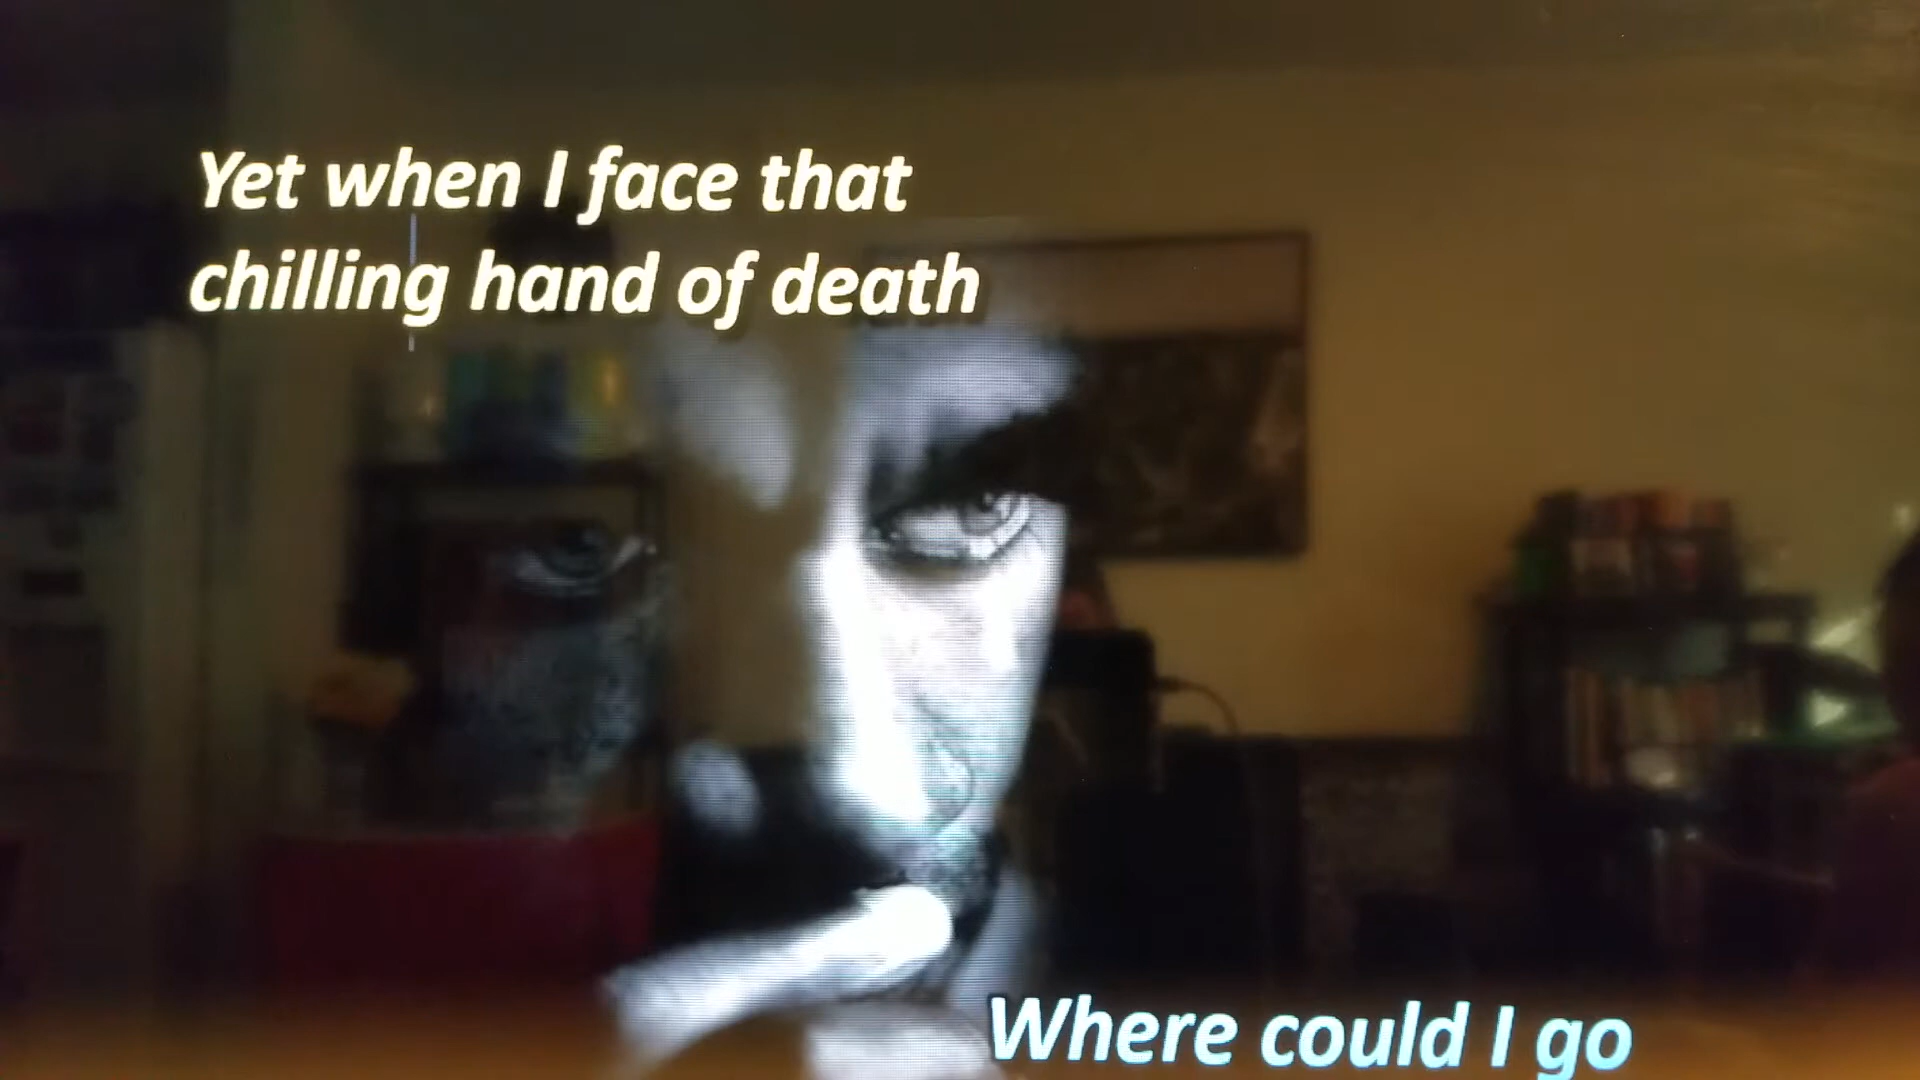 Yet when I face that
chilling hand of death
Where could I go